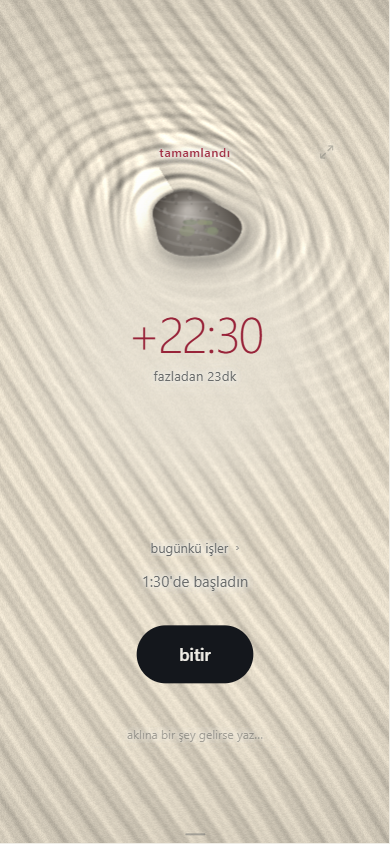 tamamlandı
+22:30
fazladan 23dk
bugünkü işler ›
1:30'de başladın
bitir
aklına bir şey gelirse yaz...